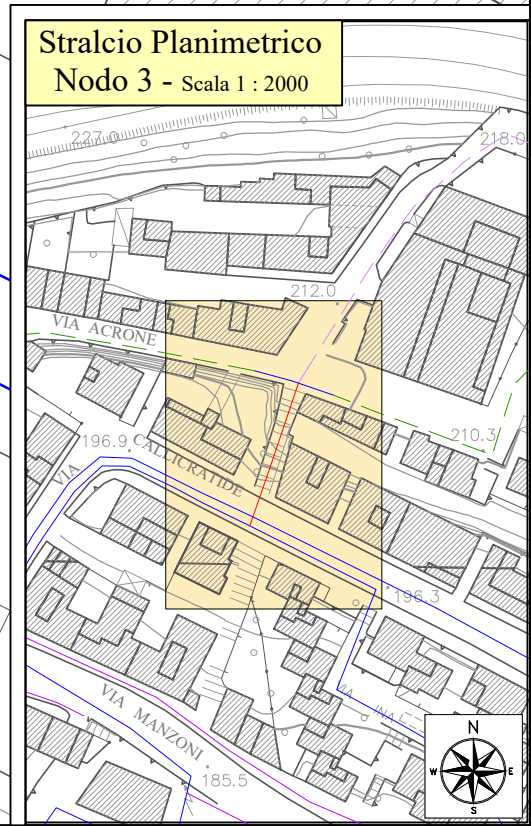 Stralcio Planimetrico
Nodo 3 - Scala 1 : 2000
227.0
218.0
212.0
VIA ACRONE
210.3
196.9
VIA CALLICRATIDE
196.3
VIA
VIA MANZONI
185.5
N
W
E
S